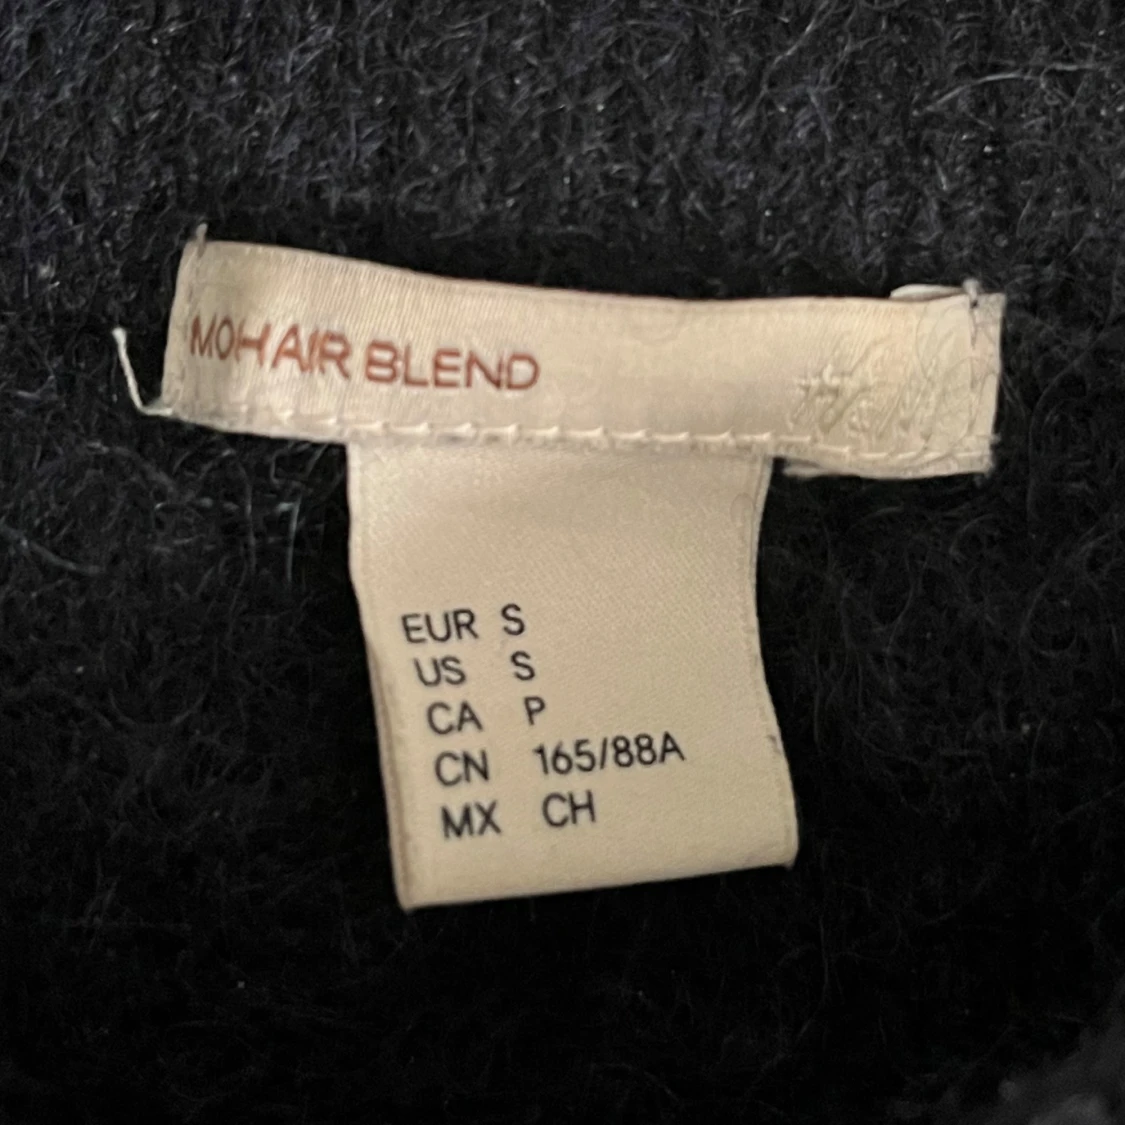 MOHAIR BLEND
EUR S
US S
CA P
CN 165/88A
MX CH